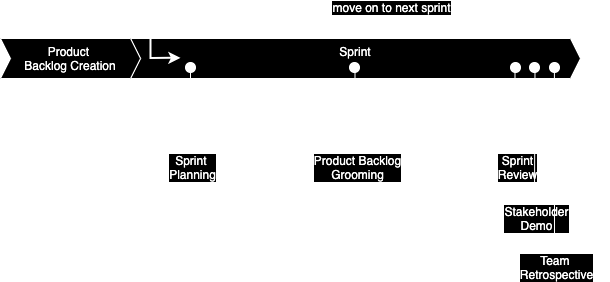 move on to next sprint
Product
Backlog Creation
Sprint
Sprint
Planning
Product Backlog
Grooming
Sprint
Review
Stakeholder
Demo
Team
Retrospective